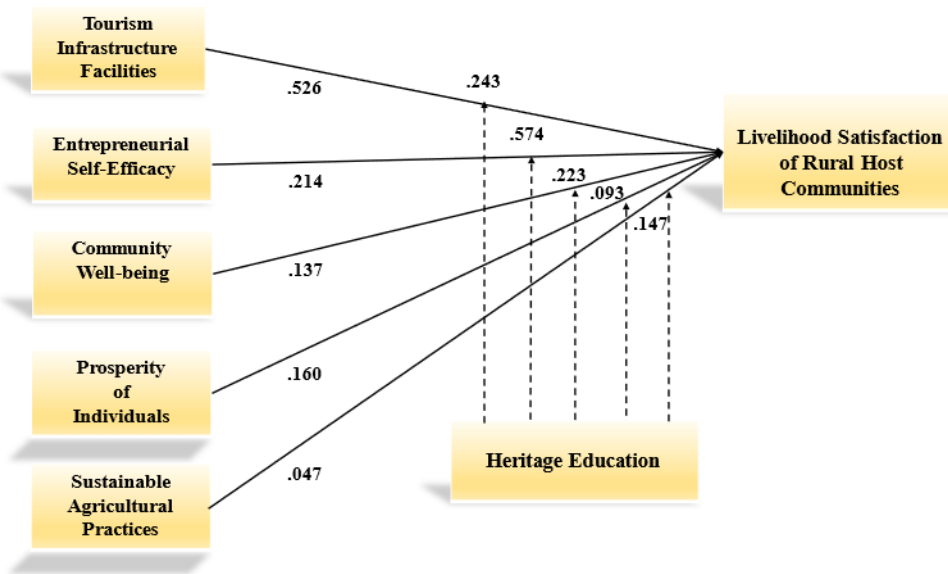 Tourism
Infrastructure
Facilities
.526
.243
Entrepreneurial
Self-Efficacy
.214
.574
Livelihood Satisfaction
of Rural Host
Communities
Community
Well-being
.137
.223
.093
.147
Prosperity
of
Individuals
.160
Sustainable
Agricultural
Practices
.047
Heritage Education